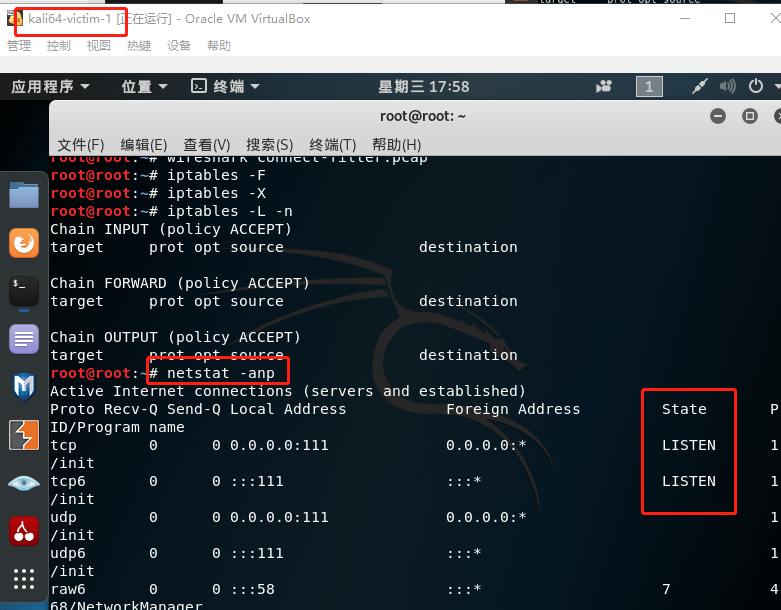 kali64-victim-1 [正在运行] - Oracle VM VirtualBox
管理 控制 视图 热键 设备 帮助
应用程序 位置 终端 星期三 17:58 1
root@root: ~
文件(F) 编辑(E) 查看(V) 搜索(S) 终端(T) 帮助(H)
root@root:~# wireshark connect-filter.pcap
root@root:~# iptables -F
root@root:~# iptables -X
root@root:~# iptables -L -n
Chain INPUT (policy ACCEPT)
target prot opt source destination
Chain FORWARD (policy ACCEPT)
target prot opt source destination
Chain OUTPUT (policy ACCEPT)
target prot opt source destination
root@root:~# netstat -anp
Active Internet connections (servers and established)
Proto Recv-Q Send-Q Local Address Foreign Address State P
ID/Program name
tcp 0 0 0.0.0.0:111 0.0.0.0:* LISTEN 1
/init
tcp6 0 0 :::111 :::* LISTEN 1
/init
udp 0 0 0.0.0.0:111 0.0.0.0:* 1
/init
udp6 0 0 :::111 :::* 1
/init
raw6 0 0 :::58 :::* 7 4
68/NetworkManager